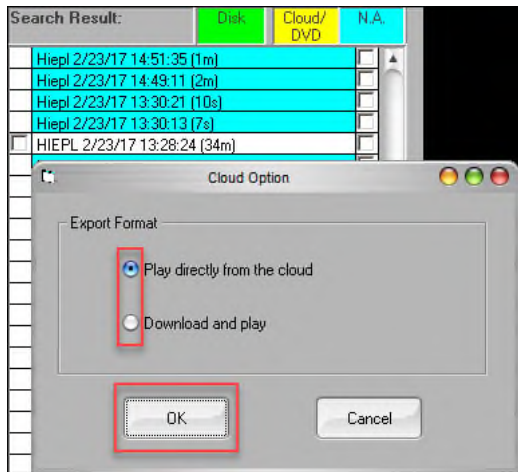 Search Result:
Disk
Cloud/
DVD
N.A.
Hiepl 2/23/17 14:51:35 (1m)
Hiepl 2/23/17 14:49:11 (2m)
Hiepl 2/23/17 13:30:21 (10s)
Hiepl 2/23/17 13:30:13 (7s)
HIEPL 2/23/17 13:28:24 (34m)
Cloud Option
Export Format
Play directly from the cloud
Download and play
OK
Cancel